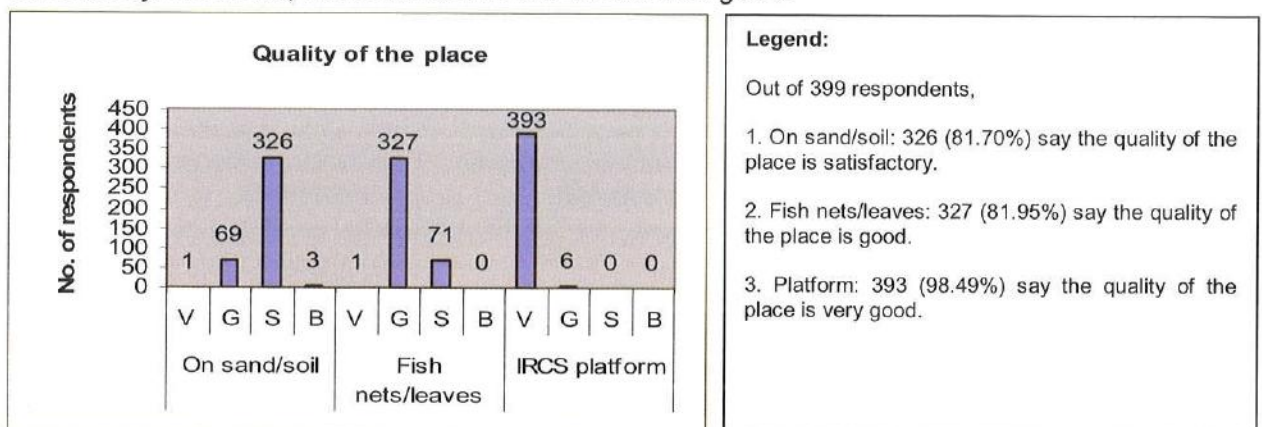 Quality of the place
No. of respondents
450
400
350
300
250
200
150
100
50
0
1 69 326 3 1 327 71 0 393 6 0 0
V G S B V G S B V G S B
On sand/soil Fish nets/leaves IRCS platform
Legend:
Out of 399 respondents,
1. On sand/soil: 326 (81.70%) say the quality of the
place is satisfactory.
2. Fish nets/leaves: 327 (81.95%) say the quality of
the place is good.
3. Platform: 393 (98.49%) say the quality of the
place is very good.